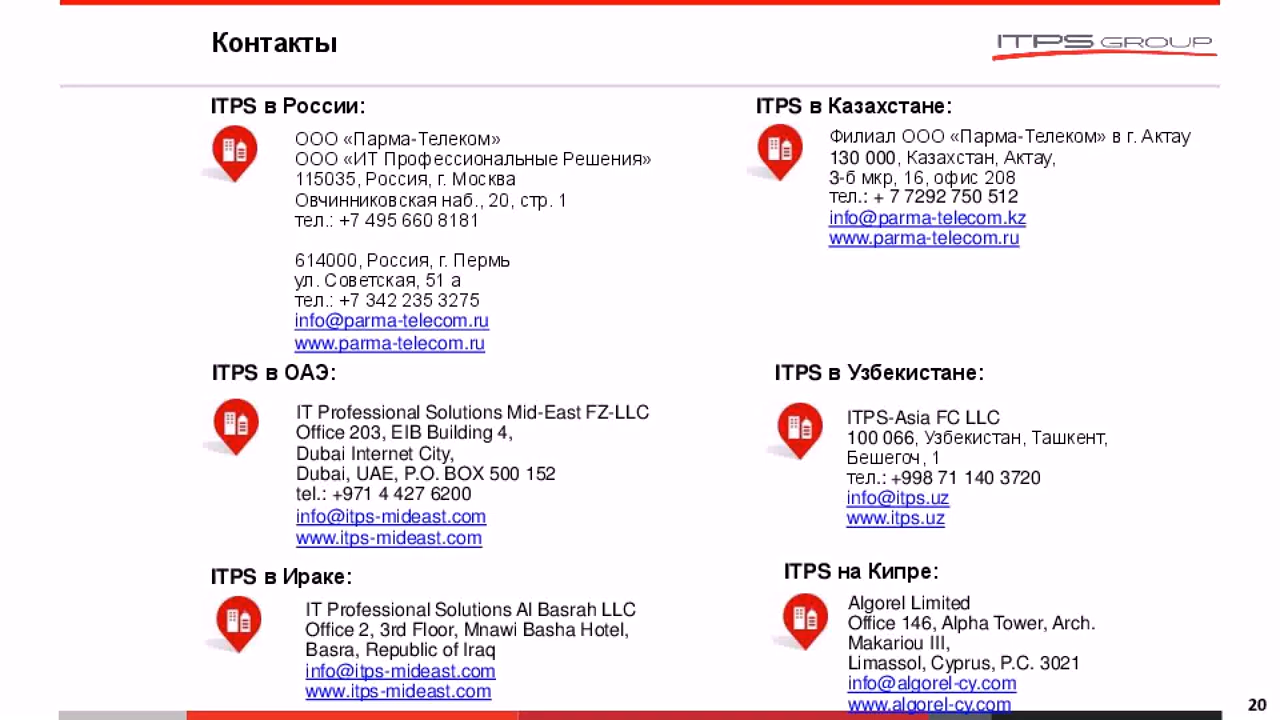 Контакты
ITPS GROUP
ITPS в России:
ООО «Парма-Телеком»
ООО «ИТ Профессиональные Решения»
115035, Россия, г. Москва
Овчинниковская наб., 20, стр. 1
тел.: +7 495 660 8181
614000, Россия, г. Пермь
ул. Советская, 51 а
тел.: +7 342 235 3275
info@parma-telecom.ru
www.parma-telecom.ru
ITPS в Казахстане:
Филиал ООО «Парма-Телеком» в г. Актау
130 000, Казахстан, Актау,
3-б мкр, 16, офис 208
тел.: + 7 7292 750 512
info@parma-telecom.kz
www.parma-telecom.ru
ITPS в ОАЭ:
IT Professional Solutions Mid-East FZ-LLC
Office 203, EIB Building 4,
Dubai Internet City,
Dubai, UAE, P.O. BOX 500 152
tel.: +971 4 427 6200
info@itps-mideast.com
www.itps-mideast.com
ITPS в Узбекистане:
ITPS-Asia FC LLC
100 066, Узбекистан, Ташкент,
Бешегоч, 1
тел.: +998 71 140 3720
info@itps.uz
www.itps.uz
ITPS в Ираке:
IT Professional Solutions Al Basrah LLC
Office 2, 3rd Floor, Mnawi Basha Hotel,
Basra, Republic of Iraq
info@itps-mideast.com
www.itps-mideast.com
ITPS на Кипре:
Algorel Limited
Office 146, Alpha Tower, Arch.
Makariou III,
Limassol, Cyprus, P.C. 3021
info@algorel-cy.com
www.algorel-cy.com
20